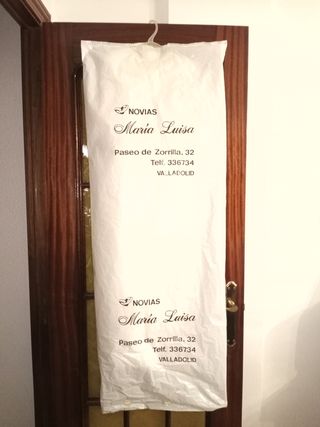 NOVIAS
María Luisa
Paseo de Zorrilla, 32
Telf. 336734
VALLADOLID
NOVIAS
María Luisa
Paseo de Zorrilla, 32
Telf. 336734
VALLADOLID